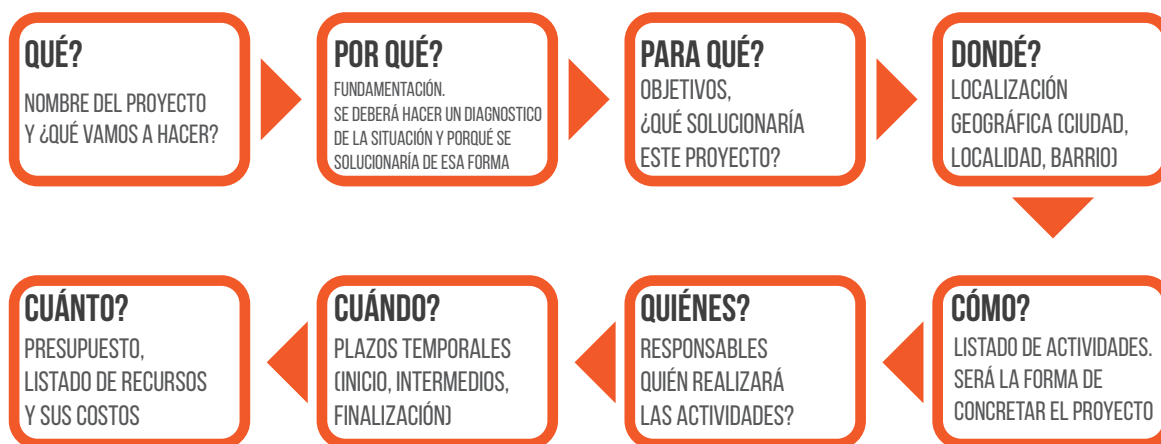 QUÉ?
NOMBRE DEL PROYECTO
Y ¿QUÉ VAMOS A HACER?
POR QUÉ?
FUNDAMENTACIÓN.
SE DEBERÁ HACER UN DIAGNOSTICO
DE LA SITUACIÓN Y PORQUÉ SE
SOLUCIONARÍA DE ESA FORMA
PARA QUÉ?
OBJETIVOS,
¿QUÉ SOLUCIONARÍA
ESTE PROYECTO?
DONDÉ?
LOCALIZACIÓN
GEOGRÁFICA (CIUDAD,
LOCALIDAD, BARRIO)
CÓMO?
LISTADO DE ACTIVIDADES.
SERÁ LA FORMA DE
CONCRETAR EL PROYECTO
QUIÉNES?
RESPONSABLES
QUIÉN REALIZARÁ
LAS ACTIVIDADES?
CUÁNDO?
PLAZOS TEMPORALES
(INICIO, INTERMEDIOS,
FINALIZACIÓN)
CUÁNTO?
PRESUPUESTO,
LISTADO DE RECURSOS
Y SUS COSTOS